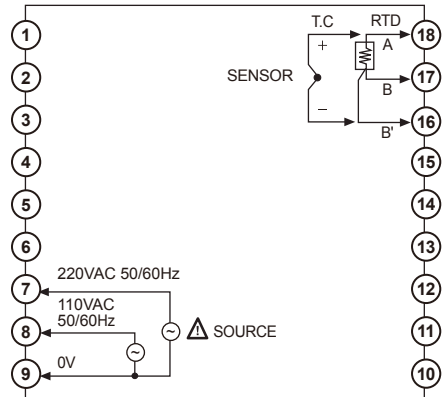 1
2
3
4
5
6
7
8
9
18
17
16
15
14
13
12
11
10
T.C RTD
+ A
SENSOR
B
−
B'
220VAC 50/60Hz
110VAC
50/60Hz
~ ! SOURCE
~
0V